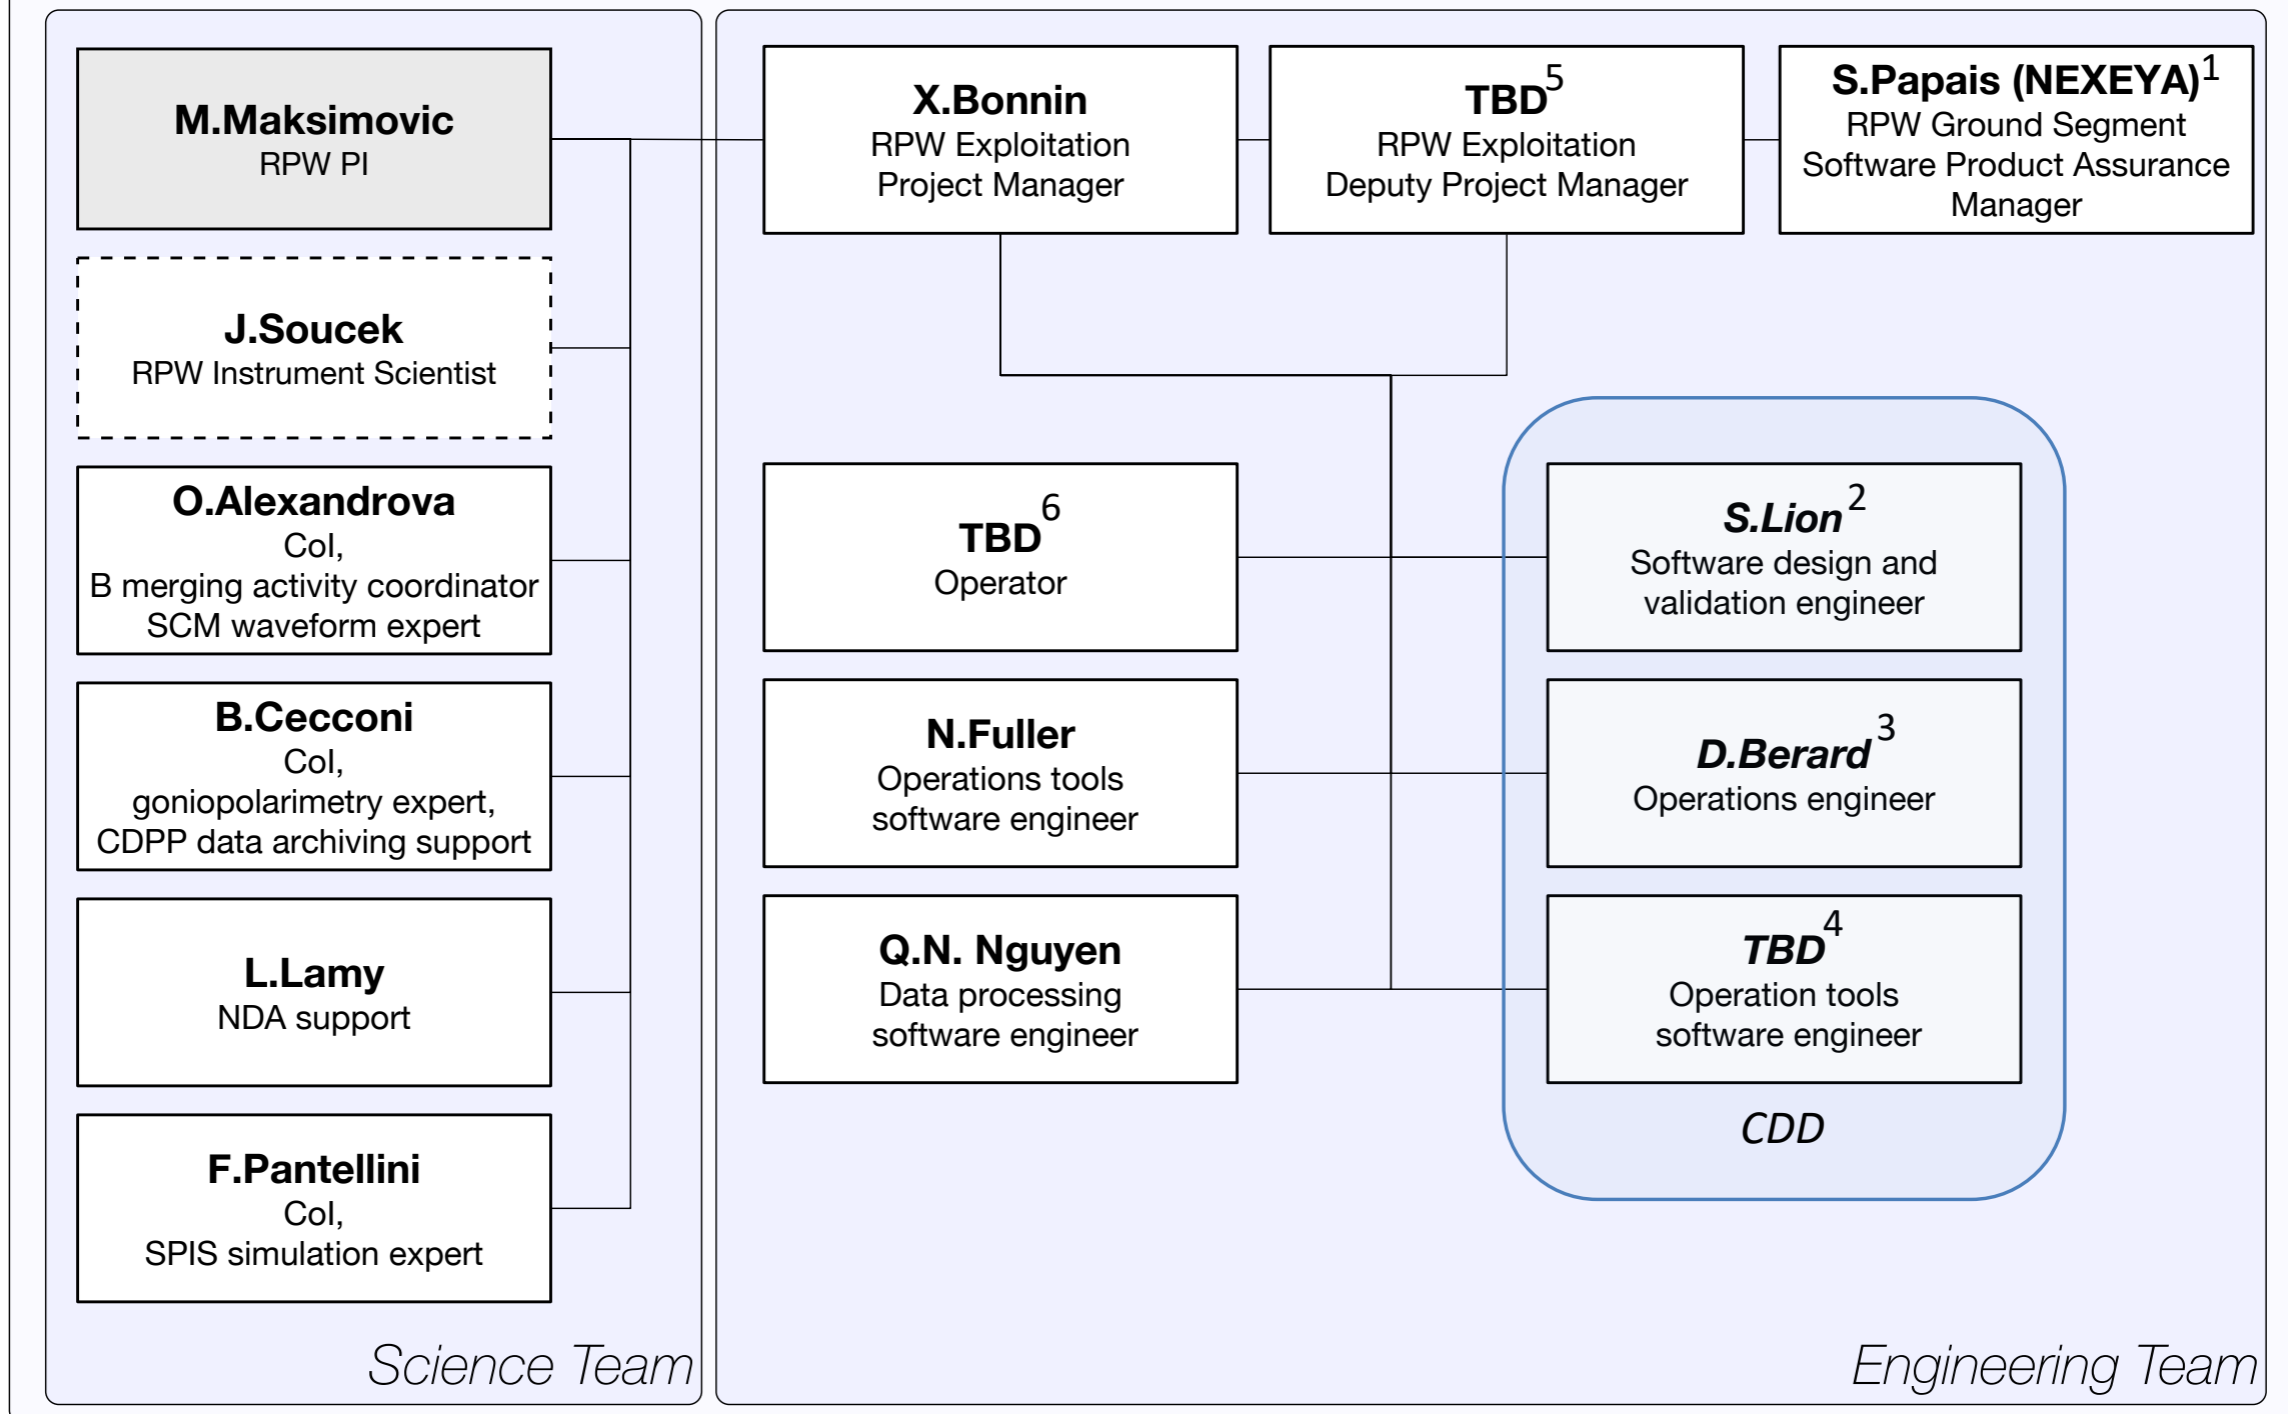 M.Maksimovic
RPW PI
J.Soucek
RPW Instrument Scientist
O.Alexandrova
CoI,
B merging activity coordinator
SCM waveform expert
B.Cecconi
CoI,
goniopolarimetry expert,
CDPP data archiving support
L.Lamy
NDA support
F.Pantellini
CoI,
SPIS simulation expert
Science Team
X.Bonnin
RPW Exploitation
Project Manager
TBD5
RPW Exploitation
Deputy Project Manager
S.Papais (NEXEYA)1
RPW Ground Segment
Software Product Assurance
Manager
TBD6
Operator
S.Lion2
Software design and
validation engineer
N.Fuller
Operations tools
software engineer
D.Berard3
Operations engineer
Q.N. Nguyen
Data processing
software engineer
TBD4
Operation tools
software engineer
CDD
Engineering Team